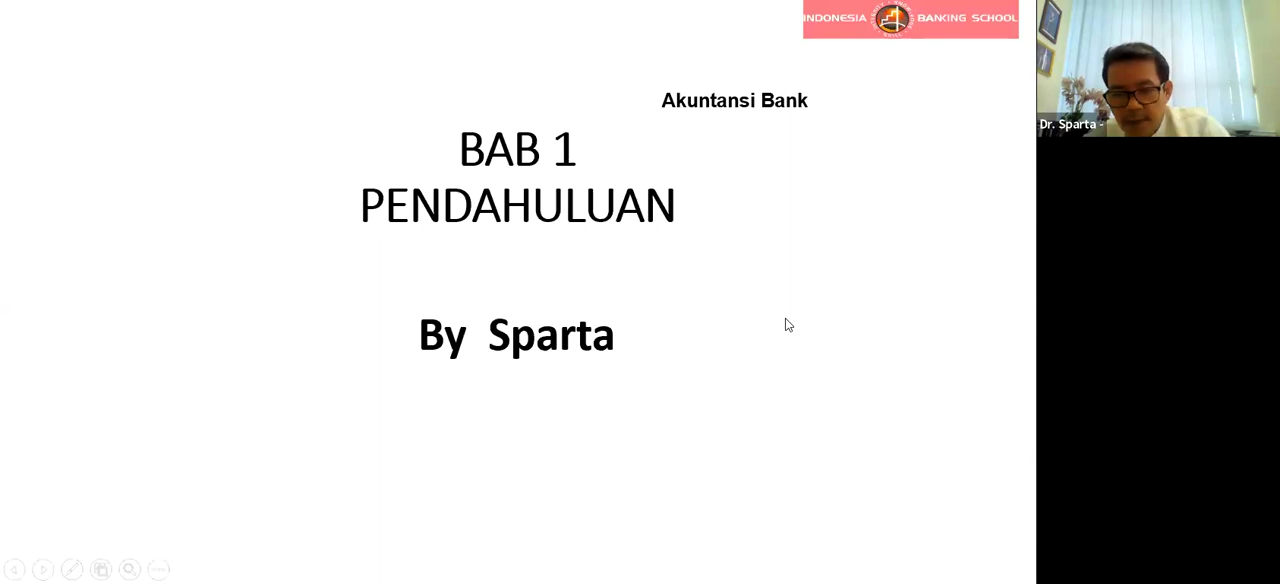 INDONESIA BANKING SCHOOL
Akuntansi Bank
BAB 1
PENDAHULUAN
By Sparta
Dr. Sparta -